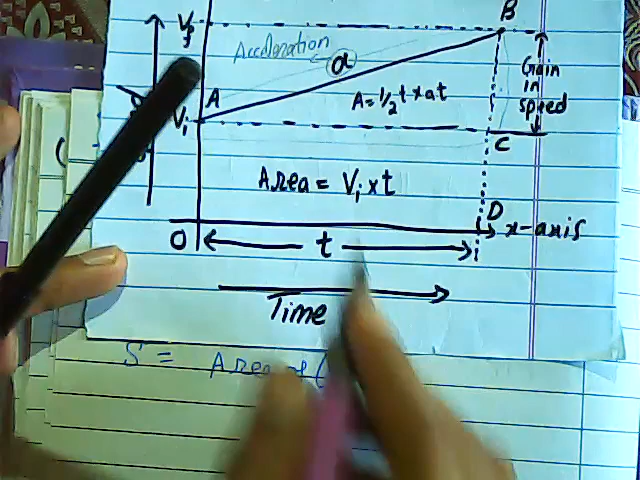 Vf
B
Acceleration
a
Gain
in
speed
A
A = 1/2 t x at
Vi
C
Area = Vi x t
D
x-axis
O
t
Time
S = Area of